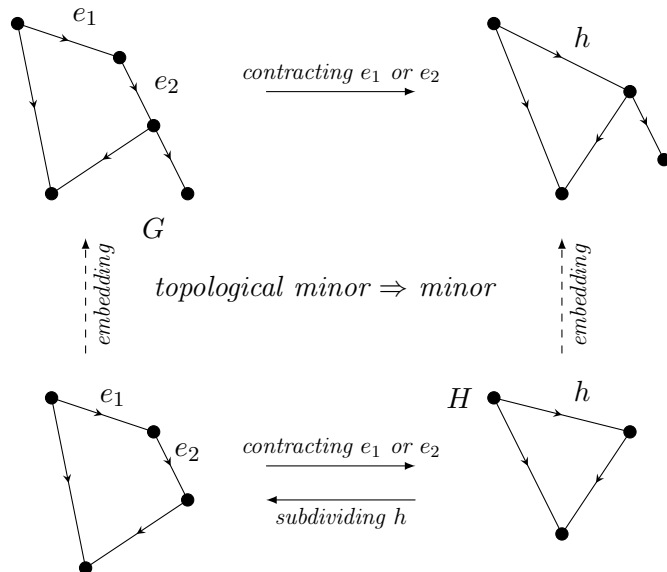 e₁
h
e₂
contracting e₁ or e₂
G
embedding
topological minor ⇒ minor
embedding
e₁
H
h
e₂
contracting e₁ or e₂
subdividing h